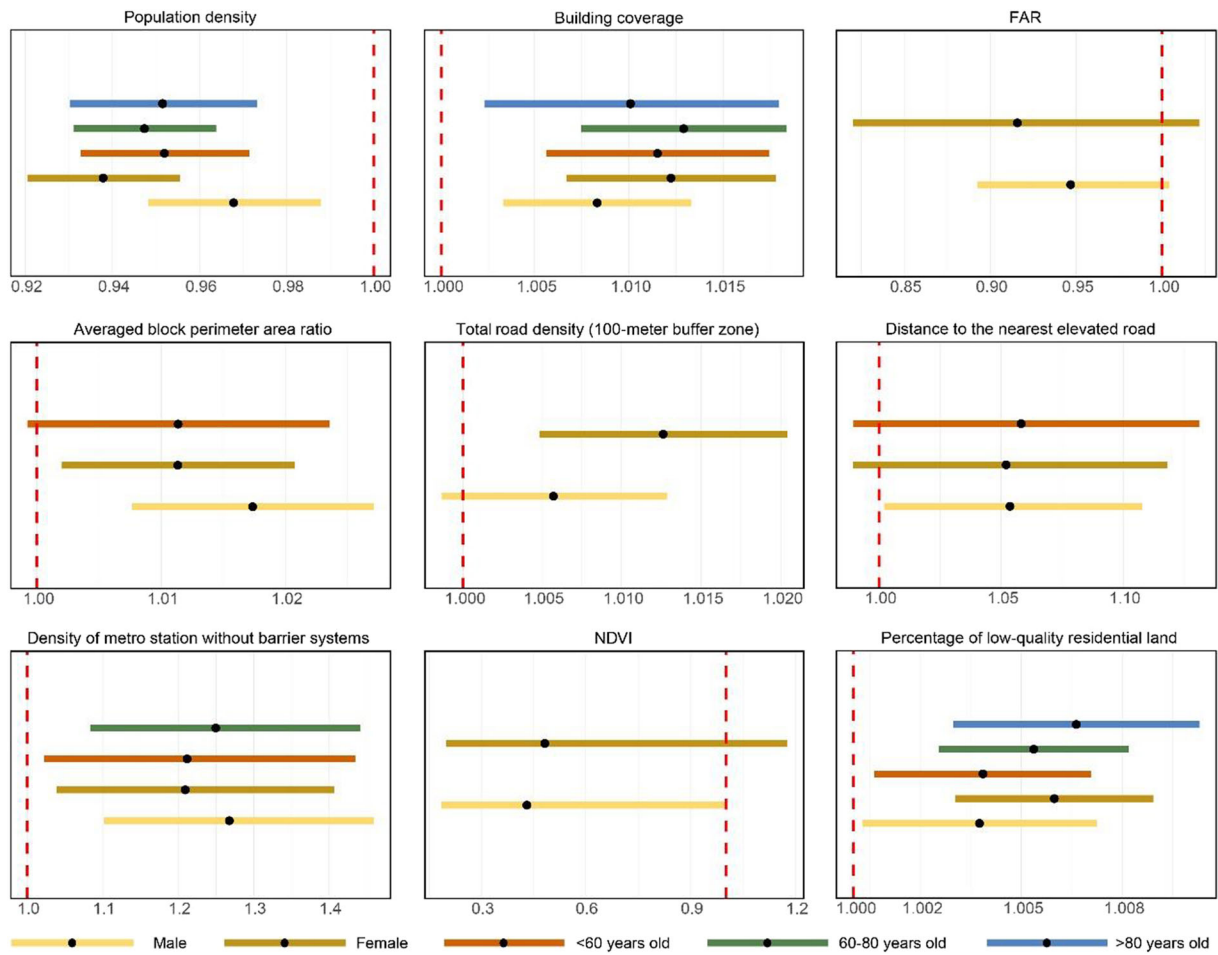 Population density Building coverage FAR
0.92 0.94 0.96 0.98 1.00 1.000 1.005 1.010 1.015 0.85 0.90 0.95 1.00
Averaged block perimeter area ratio Total road density (100-meter buffer zone) Distance to the nearest elevated road
1.00 1.01 1.02 1.000 1.005 1.010 1.015 1.020 1.00 1.05 1.10
Density of metro station without barrier systems NDVI Percentage of low-quality residential land
1.0 1.1 1.2 1.3 1.4 0.3 0.6 0.9 1.2 1.000 1.002 1.005 1.008
Male Female <60 years old 60-80 years old >80 years old